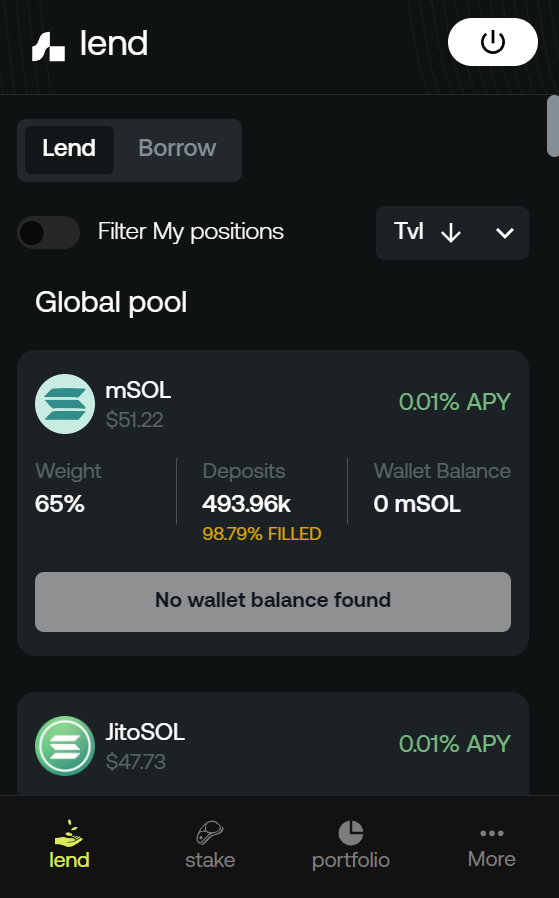 lend
Lend
Borrow
Filter My positions
Tvl
Global pool
mSOL
$51.22
0.01% APY
Weight
65%
Deposits
493.96k
98.79% FILLED
Wallet Balance
0 mSOL
No wallet balance found
JitoSOL
$47.73
0.01% APY
lend
stake
portfolio
More